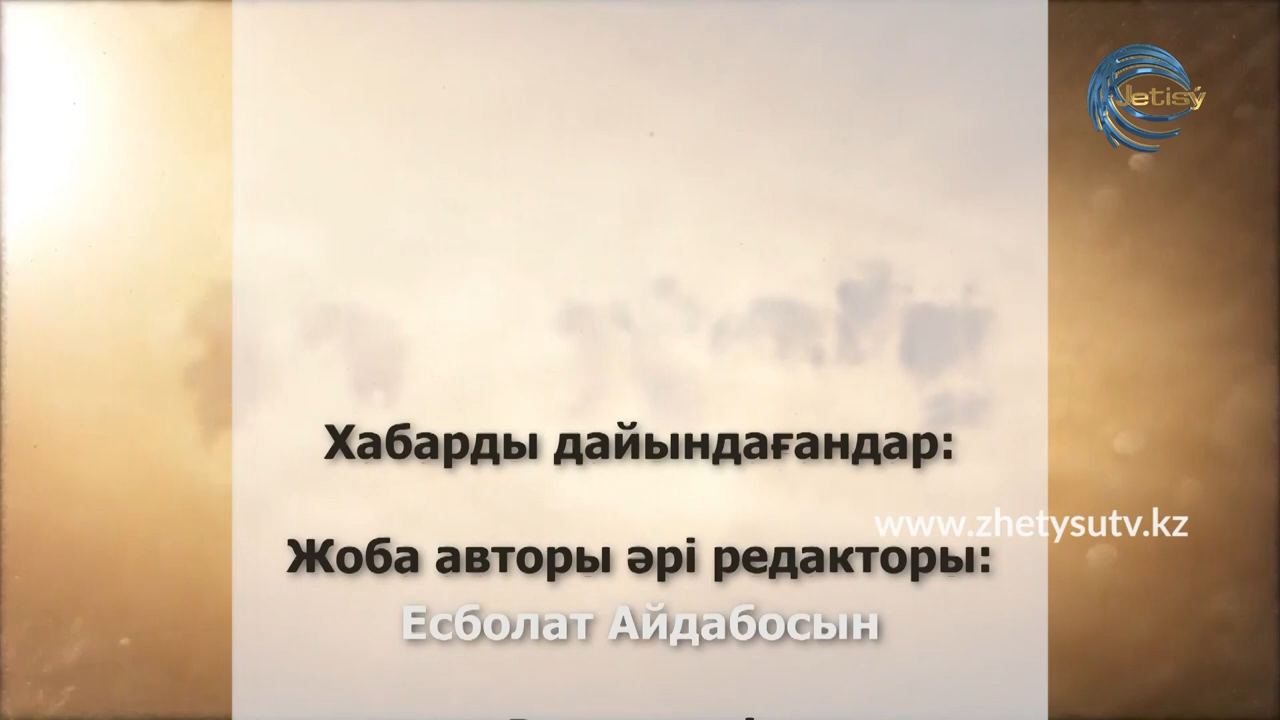 Jetisý
Хабарды дайындағандар:
www.zhetysutv.kz
Жоба авторы әрі редакторы:
Есболат Айдабосын